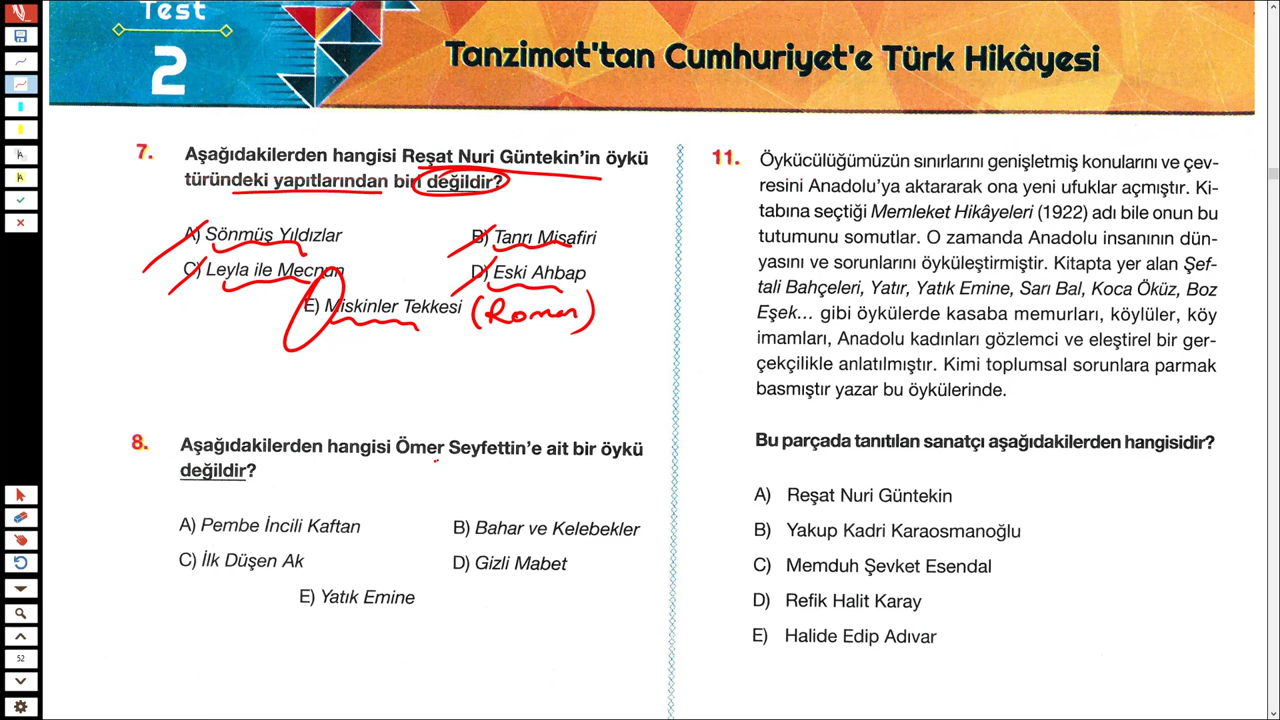 Test
2
Tanzimat'tan Cumhuriyet'e Türk Hikâyesi
7. Aşağıdakilerden hangisi Reşat Nuri Güntekin'in öykü
türündeki yapıtlarından biri değildir?
A) Sönmüş Yıldızlar B) Tanrı Misafiri
C) Leyla ile Mecnun D) Eski Ahbap
E) Miskinler Tekkesi (Roman)
8. Aşağıdakilerden hangisi Ömer Seyfettin'e ait bir öykü
değildir?
A) Pembe İncili Kaftan B) Bahar ve Kelebekler
C) İlk Düşen Ak D) Gizli Mabet
E) Yatık Emine
11. Öykücülüğümüzün sınırlarını genişletmiş konularını ve çev-
resini Anadolu'ya aktararak ona yeni ufuklar açmıştır. Ki-
tabına seçtiği Memleket Hikâyeleri (1922) adı bile onun bu
tutumunu somutlar. O zamanda Anadolu insanının dün-
yasını ve sorunlarını öyküleştirmiştir. Kitapta yer alan Şef-
tali Bahçeleri, Yatır, Yatık Emine, Sarı Bal, Koca Öküz, Boz
Eşek... gibi öykülerde kasaba memurları, köylüler, köy
imamları, Anadolu kadınları gözlemci ve eleştirel bir ger-
çekçilikle anlatılmıştır. Kimi toplumsal sorunlara parmak
basmıştır yazar bu öykülerinde.
Bu parçada tanıtılan sanatçı aşağıdakilerden hangisidir?
A) Reşat Nuri Güntekin
B) Yakup Kadri Karaosmanoğlu
C) Memduh Şevket Esendal
D) Refik Halit Karay
E) Halide Edip Adıvar
52